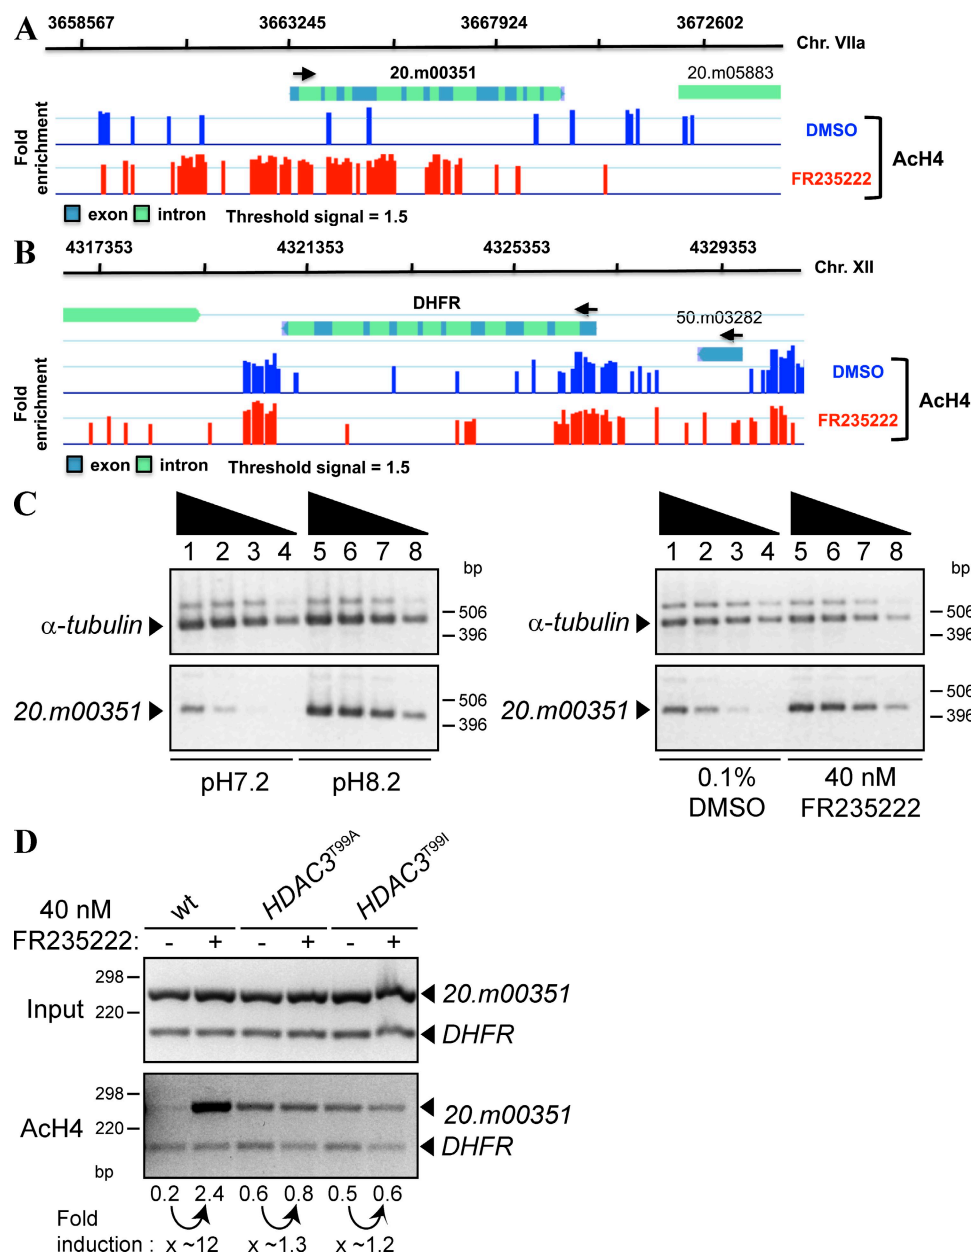 A
3658567 3663245 3667924 3672602
Chr. VIIa
20.m00351
20.m05883
Fold enrichment
DMSO
FR235222
AcH4
exon intron Threshold signal = 1.5
B
4317353 4321353 4325353 4329353
Chr. XII
DHFR
50.m03282
Fold enrichment
DMSO
FR235222
AcH4
exon intron Threshold signal = 1.5
C
1 2 3 4 5 6 7 8 bp
α-tubulin
506
396
20.m00351
506
396
pH7.2 pH8.2
1 2 3 4 5 6 7 8 bp
α-tubulin
506
396
20.m00351
506
396
0.1% DMSO
40 nM FR235222
D
wt HDAC3T99A HDAC3T99I
40 nM
FR235222: - + - + - +
298
220
Input
20.m00351
DHFR
298
220
AcH4
20.m00351
DHFR
bp
0.2 2.4 0.6 0.8 0.5 0.6
Fold
induction : x ~12 x ~1.3 x ~1.2